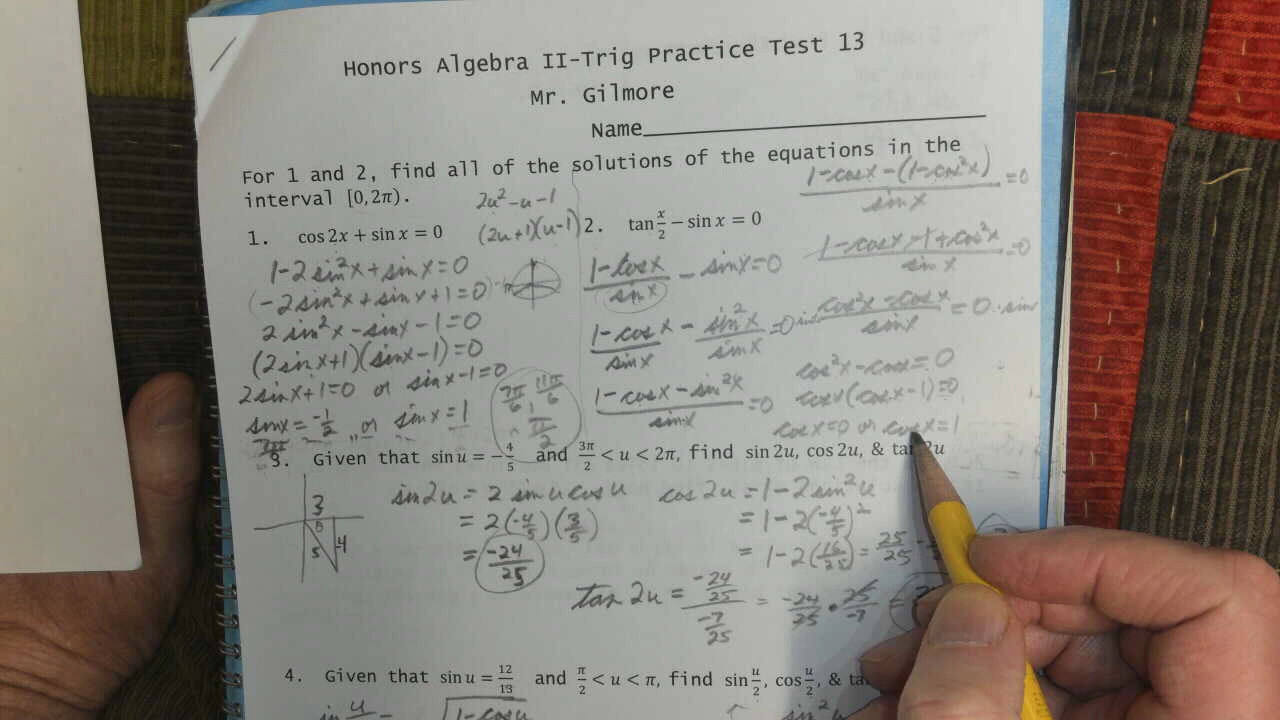 Honors Algebra II-Trig Practice Test 13
Mr. Gilmore
Name
For 1 and 2, find all of the solutions of the equations in the
interval [0,2π).
2u²-u-1
(2u+1)(u-1)
1. cos 2x + sin x = 0
1-2sin²x+sinx=0
-2sin²x+sinx+1=0
2sin²x-sinx-1=0
(2sinx+1)(sinx-1)=0
2sinx+1=0 or sinx-1=0
sinx=-1/2 or sinx=1
7π/6 11π/6
π/2
2. tan x/2 − sin x = 0
(1-cosx)/sinx - sinx=0
(1-cosx)/sinx - sin²x/sinx=0
(1-cosx-sin²x)/sinx=0
(1-cosx-(1-cos²x))/sinx=0
(1-cosx-1+cos²x)/sinx=0
(cos²x-cosx)/sinx=0·sin
cos²x-cosx=0
cosx(cosx-1)=0
cosx=0 or cosx=1
3. Given that sin u = −4/5 and 3π/2 < u < 2π, find sin 2u, cos 2u, & tan 2u
3
5
-4
sin2u=2sinu cosu
=2(-4/5)(3/5)
=-24/25
cos2u=1-2sin²u
=1-2(-4/5)²
=1-2(16/25)=25/25
tan2u=(-24/25)/(-7/25)=-24/25·25/-7=
4. Given that sin u = 12/13 and π/2 < u < π, find sin u/2, cos u/2, &
sin u
1-cosu
sin²u